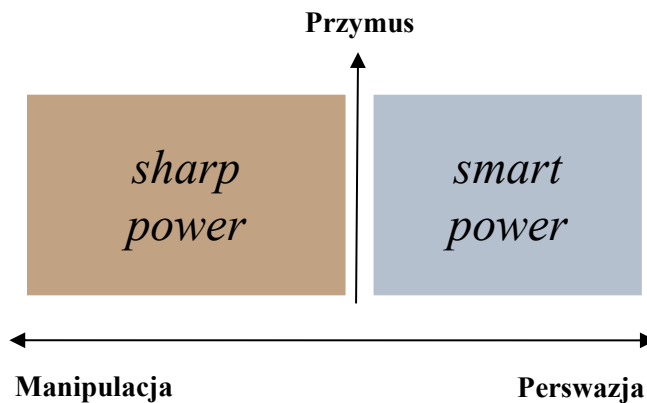 Przymus
sharp
power
smart
power
Manipulacja
Perswazja